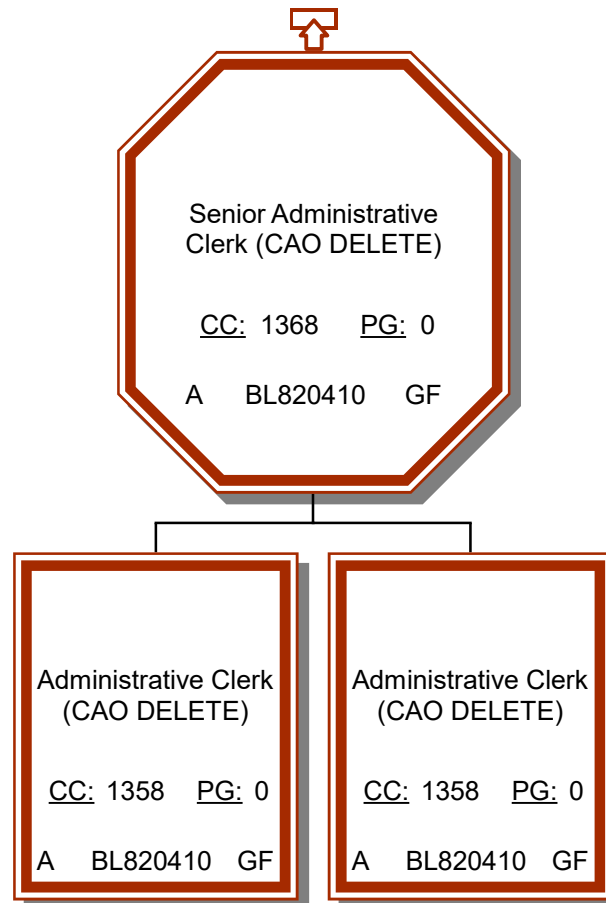 Senior Administrative
Clerk (CAO DELETE)
CC: 1368 PG: 0
A BL820410 GF
Administrative Clerk
(CAO DELETE)
CC: 1358 PG: 0
A BL820410 GF
Administrative Clerk
(CAO DELETE)
CC: 1358 PG: 0
A BL820410 GF